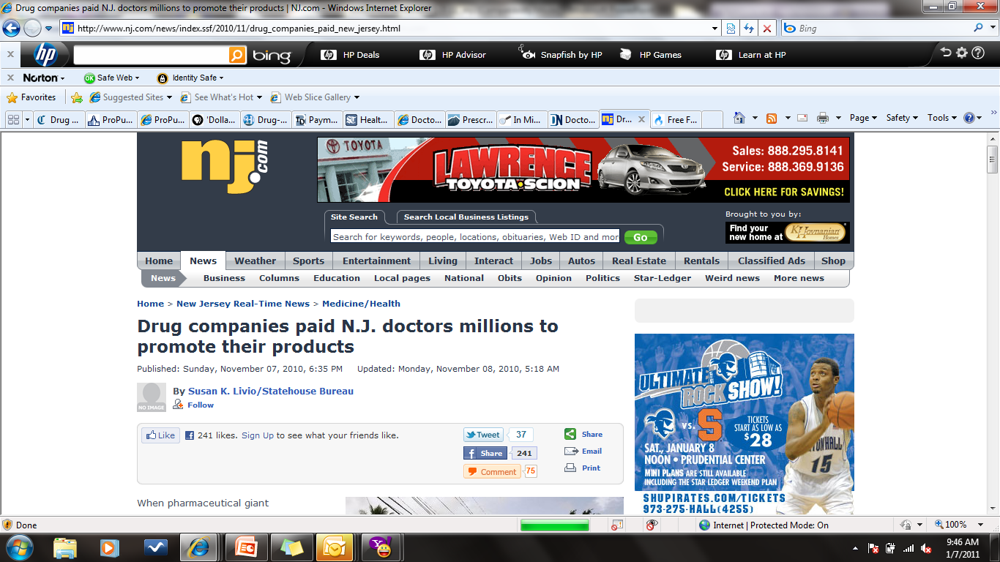 Drug companies paid N.J. doctors millions to promote their products | NJ.com - Windows Internet Explorer
http://www.nj.com/news/index.ssf/2010/11/drug_companies_paid_new_jersey.html
Bing
hp
bing
HP Deals
HP Advisor
Snapfish by HP
HP Games
Learn at HP
Norton
OK Safe Web
Identity Safe
Favorites
Suggested Sites
See What's Hot
Web Slice Gallery
Drug ...
ProPu...
ProPu...
'Dolla...
Drug-...
Paym...
Healt...
Docto...
Prescr...
In Mi...
Docto...
Dr...
Free F...
Page
Safety
Tools
nj.com
TOYOTA
LAWRENCE
TOYOTA SCION
Sales: 888.295.8141
Service: 888.369.9136
CLICK HERE FOR SAVINGS!
Site Search
Search Local Business Listings
Search for keywords, people, locations, obituaries, Web ID and mor
Go
Brought to you by:
Find your
new home at
K Hovnanian
Homes
Home
News
Weather
Sports
Entertainment
Living
Interact
Jobs
Autos
Real Estate
Rentals
Classified Ads
Shop
News
Business
Columns
Education
Local pages
National
Obits
Opinion
Politics
Star-Ledger
Weird news
More news
Home > New Jersey Real-Time News > Medicine/Health
Drug companies paid N.J. doctors millions to
promote their products
Published: Sunday, November 07, 2010, 6:35 PM Updated: Monday, November 08, 2010, 5:18 AM
NO IMAGE
By Susan K. Livio/Statehouse Bureau
Follow
Like
241 likes. Sign Up to see what your friends like.
Tweet 37
Share 241
Comment 75
Share
Email
Print
When pharmaceutical giant
ULTIMATE
ROCK SHOW!
VS. S
TICKETS
START AS LOW AS
$28
SAT., JANUARY 8
NOON • PRUDENTIAL CENTER
MINI PLANS ARE STILL AVAILABLE
INCLUDING THE STAR LEDGER WEEKEND PLAN
SHUPIRATES.COM/TICKETS
973-275-HALL(4255)
15
Done
Internet | Protected Mode: On
100%
9:46 AM
1/7/2011